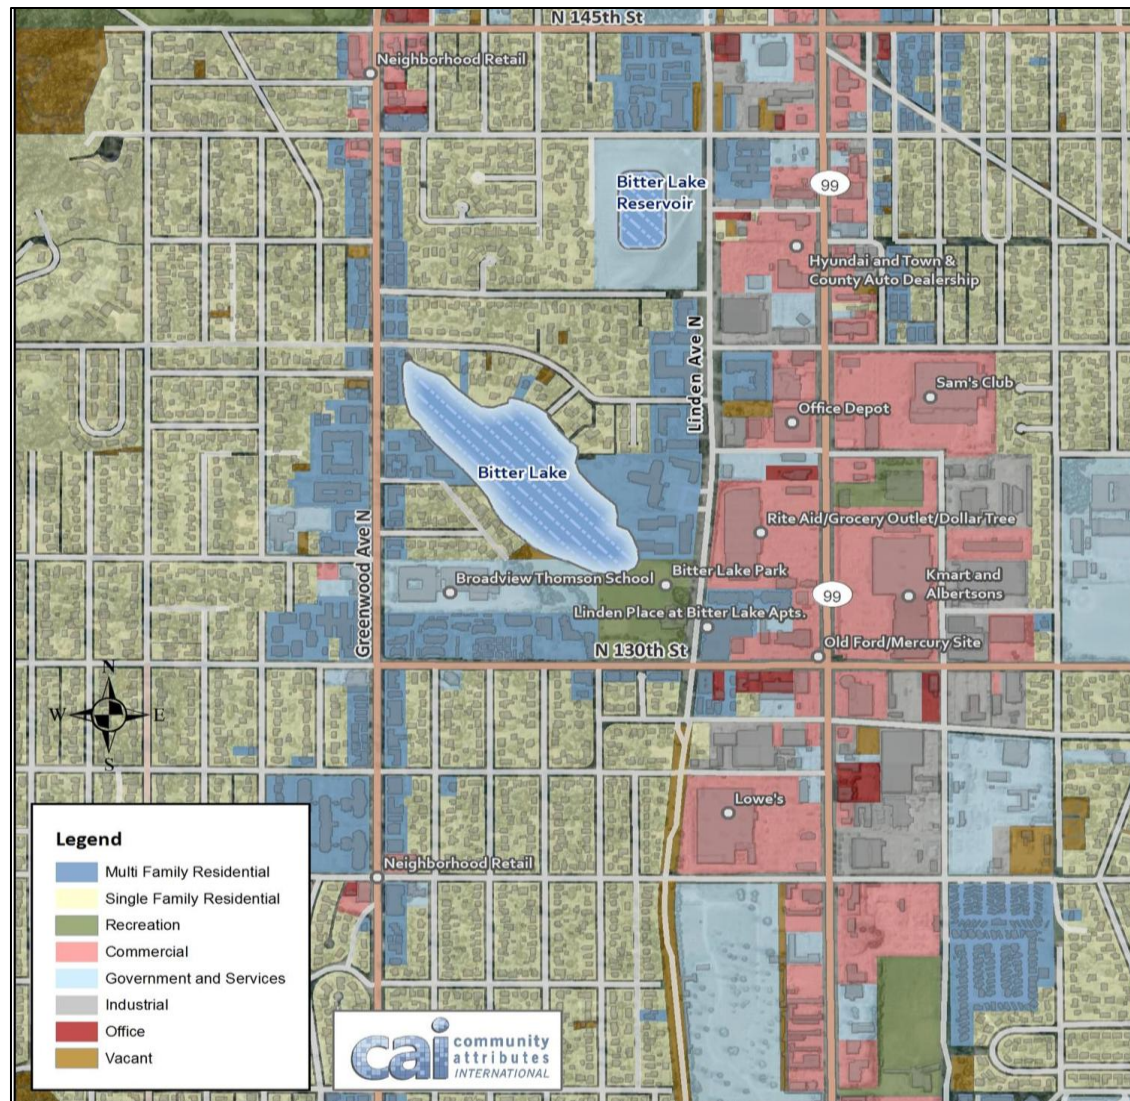 N 145th St
Neighborhood Retail
Bitter Lake
Reservoir
99
Hyundai and Town &
County Auto Dealership
Linden Ave N
Sam's Club
Office Depot
Bitter Lake
Rite Aid/Grocery Outlet/Dollar Tree
Greenwood Ave N
Broadview Thomson School
Bitter Lake Park
Kmart and
Albertsons
99
Linden Place at Bitter Lake Apts.
Old Ford/Mercury Site
N 130th St
N
W
E
S
Lowe's
Neighborhood Retail
Legend
Multi Family Residential
Single Family Residential
Recreation
Commercial
Government and Services
Industrial
Office
Vacant
cai
community
attributes
INTERNATIONAL